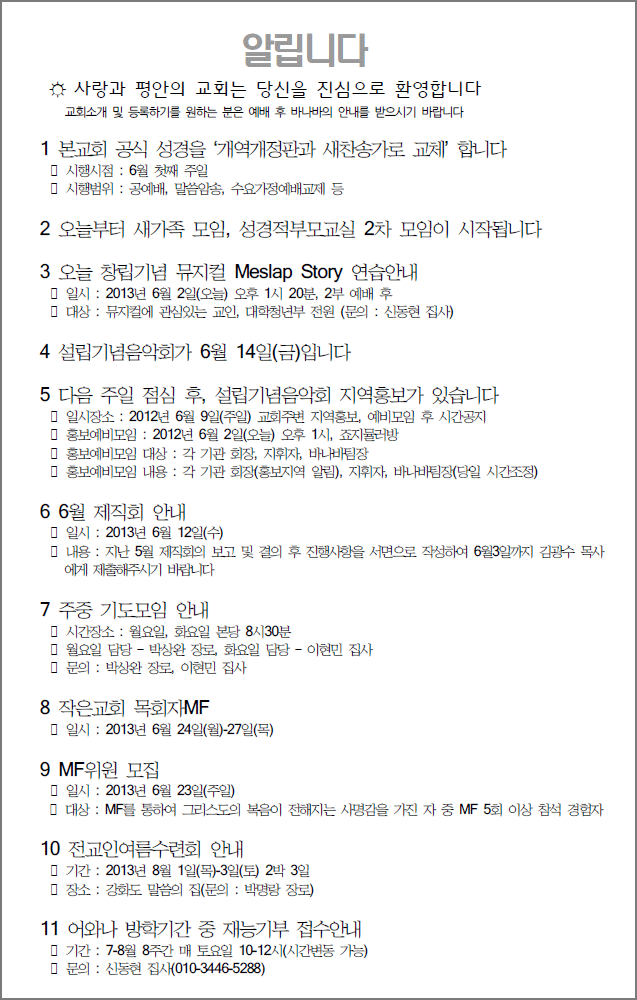 알립니다
☼ 사랑과 평안의 교회는 당신을 진심으로 환영합니다
교회소개 및 등록하기를 원하는 분은 예배 후 바나바의 안내를 받으시기 바랍니다
1 본교회 공식 성경을 ‘개역개정판과 새찬송가로 교체’ 합니다
▯ 시행시점 : 6월 첫째 주일
▯ 시행범위 : 공예배, 말씀암송, 수요가정예배교제 등
2 오늘부터 새가족 모임, 성경적부모교실 2차 모임이 시작됩니다
3 오늘 창립기념 뮤지컬 Meslap Story 연습안내
▯ 일시 : 2013년 6월 2일(오늘) 오후 1시 20분, 2부 예배 후
▯ 대상 : 뮤지컬에 관심있는 교인, 대학청년부 전원 (문의 : 신동현 집사)
4 설립기념음악회가 6월 14일(금)입니다
5 다음 주일 점심 후, 설립기념음악회 지역홍보가 있습니다
▯ 일시장소 : 2012년 6월 9일(주일) 교회주변 지역홍보, 예비모임 후 시간공지
▯ 홍보예비모임 : 2012년 6월 2일(오늘) 오후 1시, 죠지뮬러방
▯ 홍보예비모임 대상 : 각 기관 회장, 지휘자, 바나바팀장
▯ 홍보예비모임 내용 : 각 기관 회장(홍보지역 알림), 지휘자, 바나바팀장(당일 시간조정)
6 6월 제직회 안내
▯ 일시 : 2013년 6월 12일(수)
▯ 내용 : 지난 5월 제직회의 보고 및 결의 후 진행사항을 서면으로 작성하여 6월3일까지 김광수 목사
에게 제출해주시기 바랍니다
7 주중 기도모임 안내
▯ 시간장소 : 월요일, 화요일 본당 8시30분
▯ 월요일 담당 - 박상완 장로, 화요일 담당 - 이현민 집사
▯ 문의 : 박상완 장로, 이현민 집사
8 작은교회 목회자MF
▯ 일시 : 2013년 6월 24일(월)-27일(목)
9 MF위원 모집
▯ 일시 : 2013년 6월 23일(주일)
▯ 대상 : MF를 통하여 그리스도의 복음이 전해지는 사명감을 가진 자 중 MF 5회 이상 참석 경험자
10 전교인여름수련회 안내
▯ 기간 : 2013년 8월 1일(목)-3일(토) 2박 3일
▯ 장소 : 강화도 말씀의 집(문의 : 박명랑 장로)
11 어와나 방학기간 중 재능기부 접수안내
▯ 기간 : 7-8월 8주간 매 토요일 10-12시(시간변동 가능)
▯ 문의 : 신동현 집사(010-3446-5288)